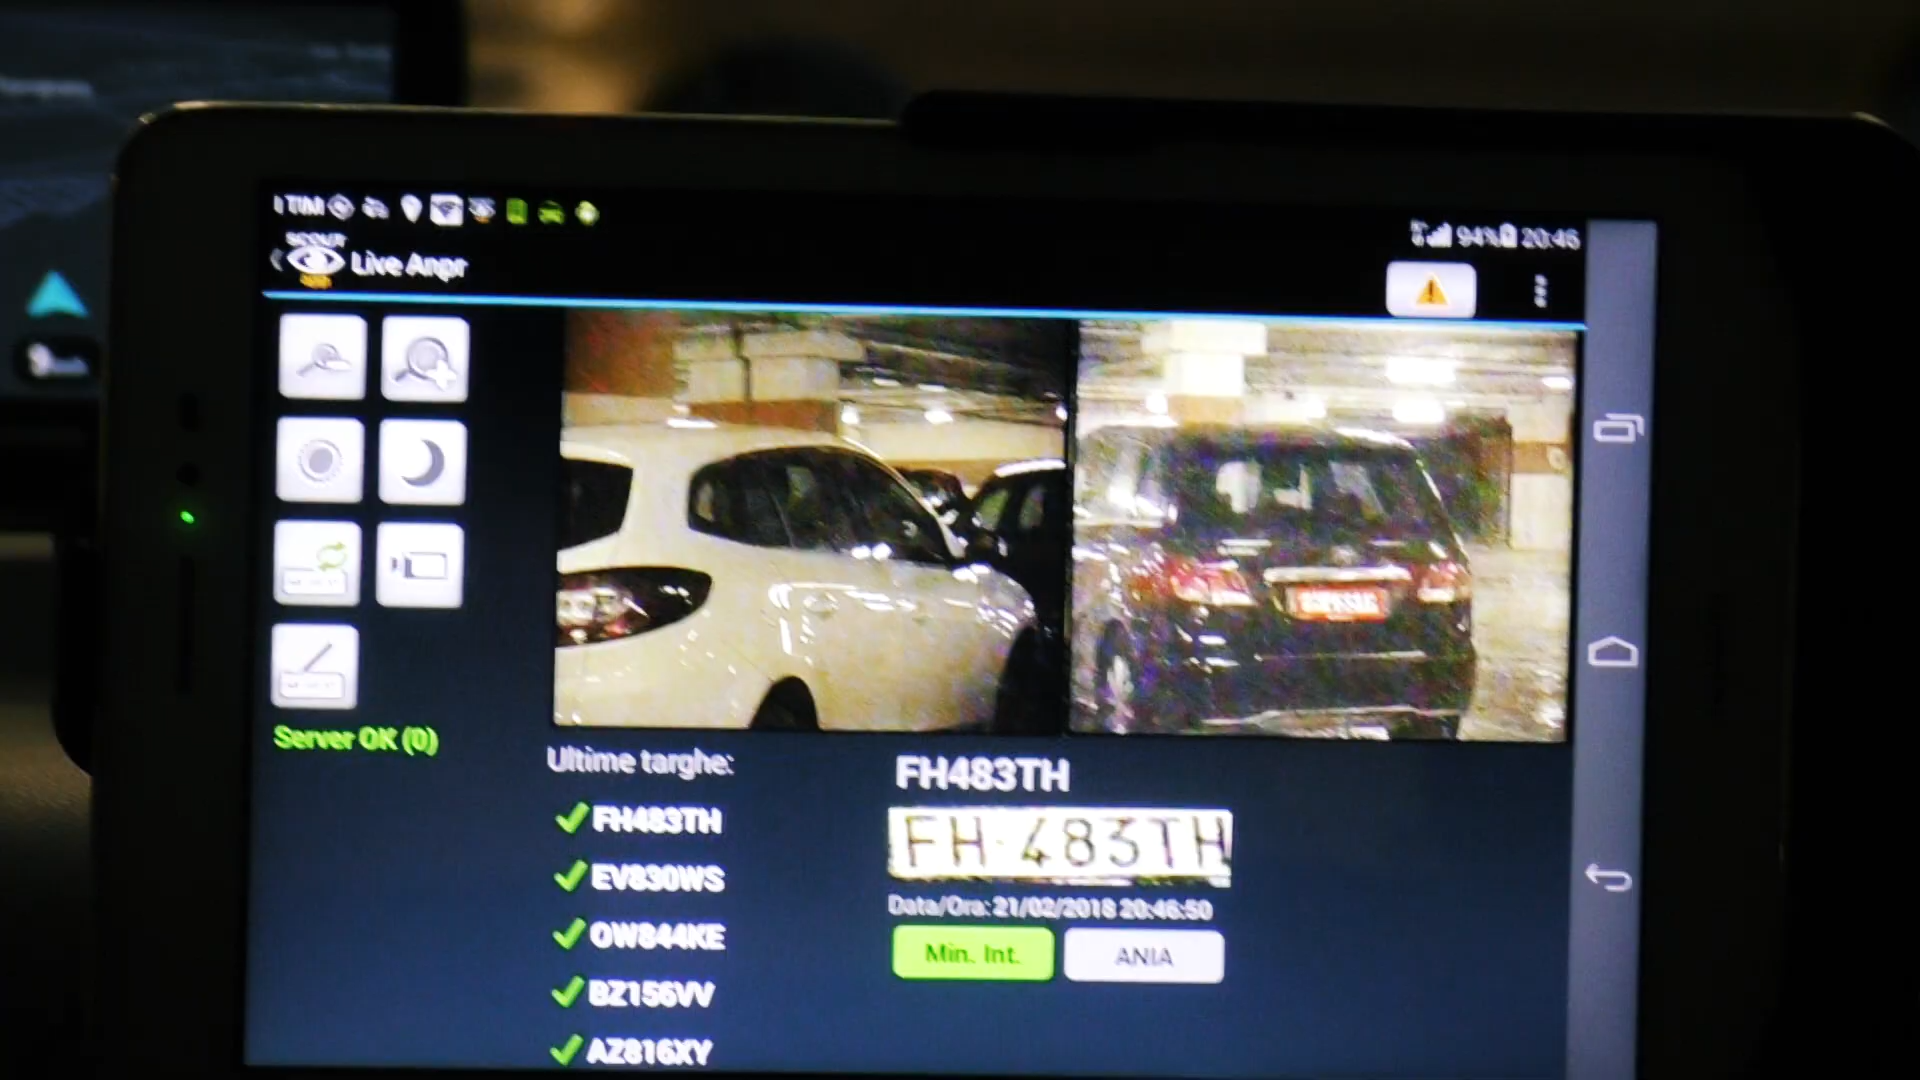 TIM
94% 20:46
SCOUT
Live Anpr
Server OK (0)
Ultime targhe:
FH483TH
EV830WS
OW844KE
BZ156VV
AZ816XY
FH483TH
FH 483TH
Data/Ora: 21/02/2018 20:46:50
Min. Int.
ANIA